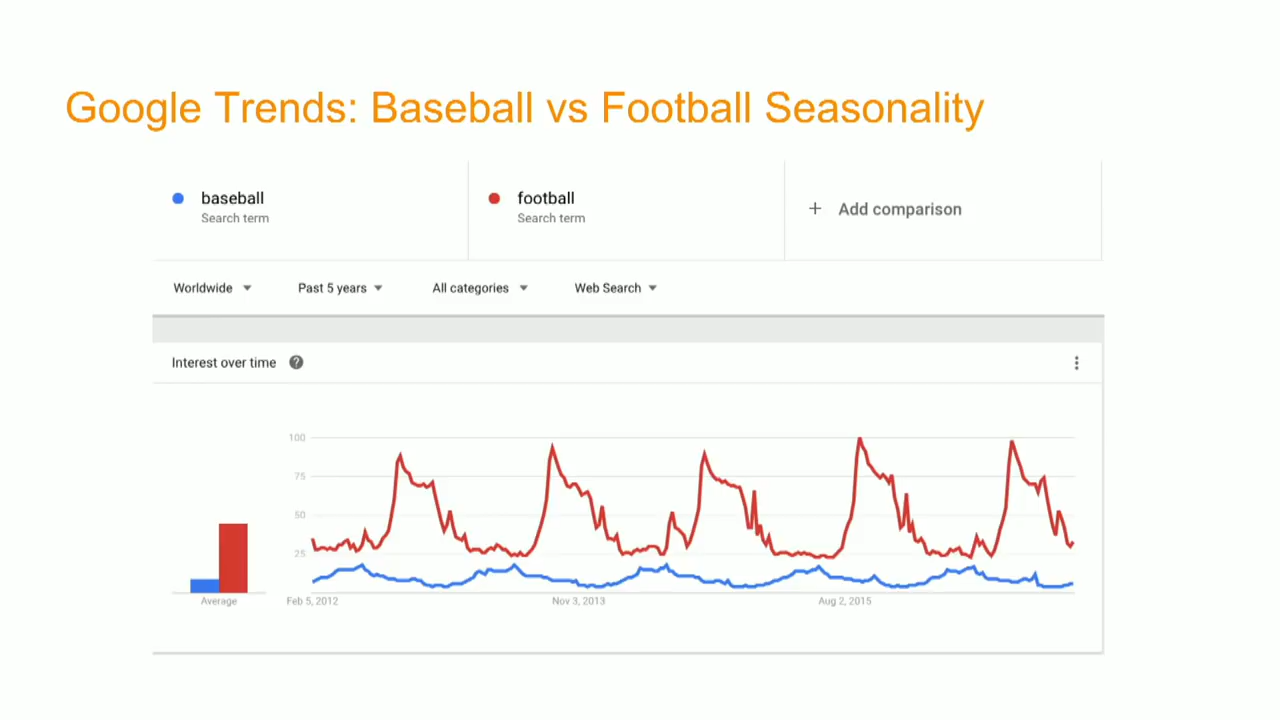 Google Trends: Baseball vs Football Seasonality
baseball
Search term
football
Search term
+ Add comparison
Worldwide
Past 5 years
All categories
Web Search
Interest over time ?
100
75
50
25
Average
Feb 5, 2012
Nov 3, 2013
Aug 2, 2015